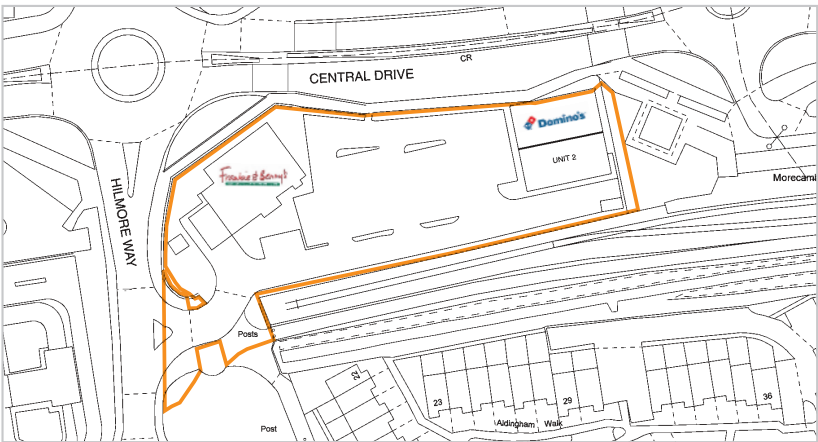 CR
CENTRAL DRIVE
Domino's
Frankie & Benny's
UNIT 2
HILMORE WAY
Morecam
Posts
22
23
29
36
Aldingham Walk
Post